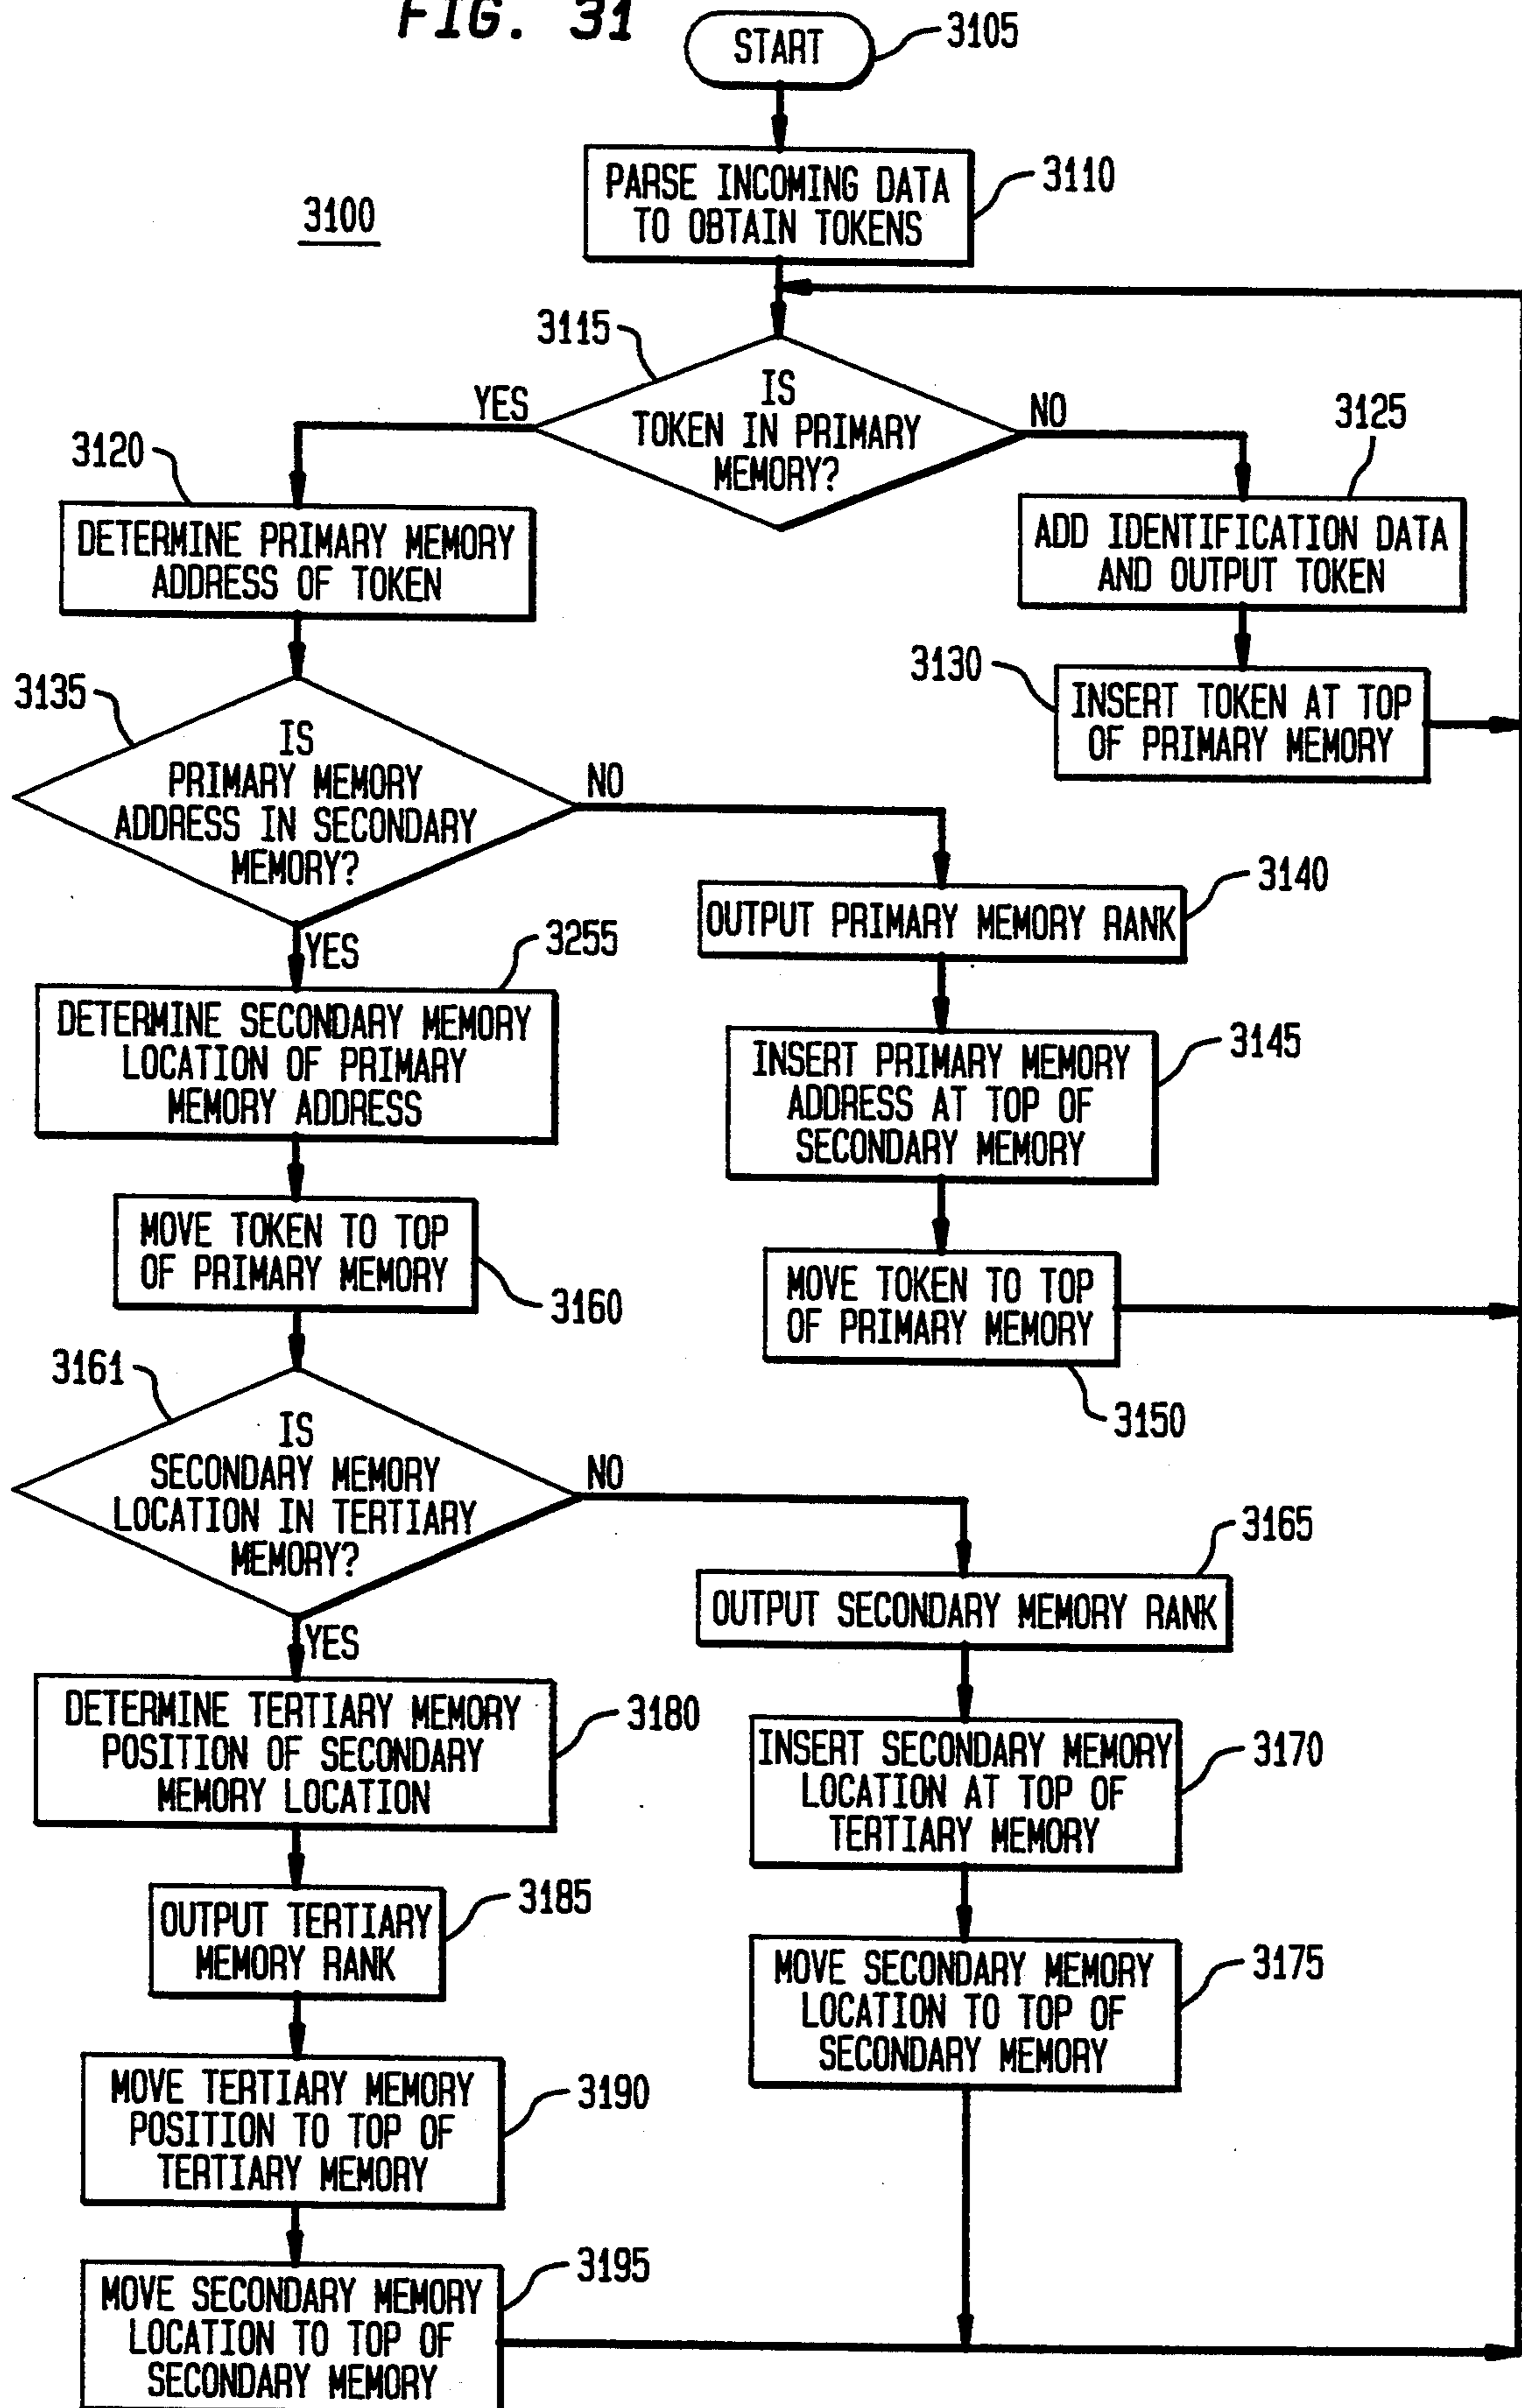 FIG. 31
START
3105
PARSE INCOMING DATA
TO OBTAIN TOKENS
3110
3100
3115
IS
TOKEN IN PRIMARY
MEMORY?
YES
NO
3120
DETERMINE PRIMARY MEMORY
ADDRESS OF TOKEN
3125
ADD IDENTIFICATION DATA
AND OUTPUT TOKEN
3130
INSERT TOKEN AT TOP
OF PRIMARY MEMORY
3135
IS
PRIMARY MEMORY
ADDRESS IN SECONDARY
MEMORY?
NO
YES
3140
OUTPUT PRIMARY MEMORY RANK
3255
DETERMINE SECONDARY MEMORY
LOCATION OF PRIMARY
MEMORY ADDRESS
3145
INSERT PRIMARY MEMORY
ADDRESS AT TOP OF
SECONDARY MEMORY
MOVE TOKEN TO TOP
OF PRIMARY MEMORY
3160
MOVE TOKEN TO TOP
OF PRIMARY MEMORY
3150
3161
IS
SECONDARY MEMORY
LOCATION IN TERTIARY
MEMORY?
NO
YES
3165
OUTPUT SECONDARY MEMORY RANK
DETERMINE TERTIARY MEMORY
POSITION OF SECONDARY
MEMORY LOCATION
3180
INSERT SECONDARY MEMORY
LOCATION AT TOP OF
TERTIARY MEMORY
3170
OUTPUT TERTIARY
MEMORY RANK
3185
MOVE SECONDARY MEMORY
LOCATION TO TOP OF
SECONDARY MEMORY
3175
MOVE TERTIARY MEMORY
POSITION TO TOP OF
TERTIARY MEMORY
3190
MOVE SECONDARY MEMORY
LOCATION TO TOP OF
SECONDARY MEMORY
3195